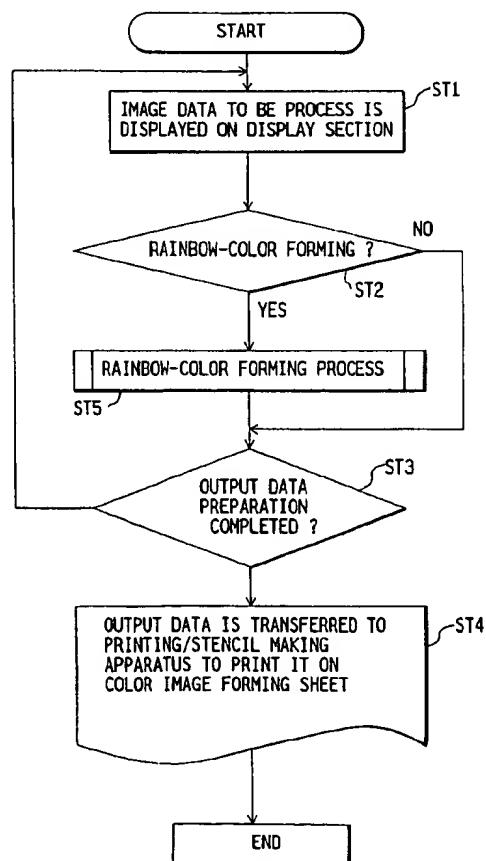 START
ST1
IMAGE DATA TO BE PROCESS IS
DISPLAYED ON DISPLAY SECTION
NO
RAINBOW-COLOR FORMING ?
ST2
YES
RAINBOW-COLOR FORMING PROCESS
ST5
ST3
OUTPUT DATA
PREPARATION
COMPLETED ?
OUTPUT DATA IS TRANSFERRED TO
PRINTING/STENCIL MAKING
APPARATUS TO PRINT IT ON
COLOR IMAGE FORMING SHEET
ST4
END